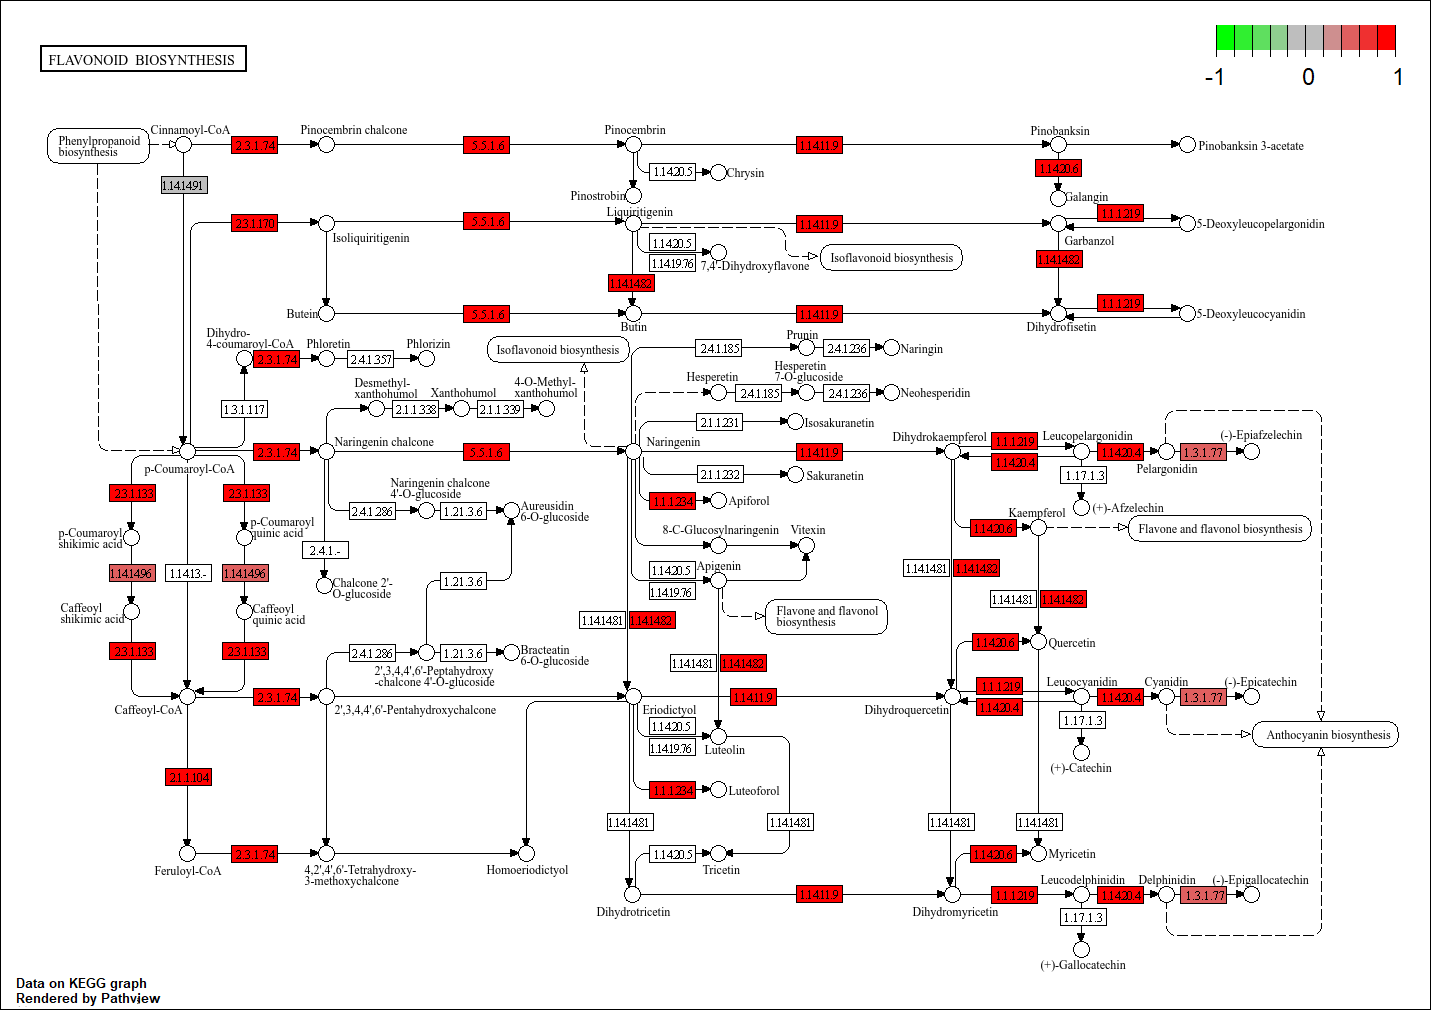 FLAVONOID BIOSYNTHESIS
-1 0 1
Phenylpropanoid
biosynthesis
Cinnamoyl-CoA
2.3.1.74
Pinocembrin chalcone
5.5.1.6
Pinocembrin
1.14.11.9
Pinobanksin
Pinobanksin 3-acetate
1.14.20.5
Chrysin
1.14.20.6
1.14.14.91
Pinostrobin
Galangin
Liquiritigenin
2.3.1.170
5.5.1.6
1.14.11.9
1.1.1.219
5-Deoxyleucopelargonidin
Isoliquiritigenin
1.14.20.5
1.14.19.76
7,4'-Dihydroxyflavone
Isoflavonoid biosynthesis
Garbanzol
1.14.14.82
1.14.14.82
Butein
5.5.1.6
Butin
1.14.11.9
Dihydrofisetin
1.1.1.219
5-Deoxyleucocyanidin
Dihydro-
4-coumaroyl-CoA
2.3.1.74
Phloretin
2.4.1.357
Phlorizin
Isoflavonoid biosynthesis
2.4.1.185
Prunin
2.4.1.236
Naringin
Desmethyl-
xanthohumol
Xanthohumol
4-O-Methyl-
xanthohumol
2.1.1.338
2.1.1.339
Hesperetin
2.4.1.185
Hesperetin
7-O-glucoside
2.4.1.236
Neohesperidin
1.3.1.117
2.1.1.231
Isosakuranetin
p-Coumaroyl-CoA
2.3.1.74
Naringenin chalcone
5.5.1.6
Naringenin
1.14.11.9
Dihydrokaempferol
1.1.1.219
1.14.20.4
Leucopelargonidin
1.14.20.4
Pelargonidin
1.3.1.77
(-)-Epiafzelechin
2.1.1.232
Sakuranetin
1.17.1.3
(+)-Afzelechin
2.3.1.133
2.3.1.133
Naringenin chalcone
4'-O-glucoside
2.4.1.286
1.21.3.6
Aureusidin
6-O-glucoside
1.1.1.234
Apiforol
Kaempferol
1.14.20.6
Flavone and flavonol biosynthesis
p-Coumaroyl
shikimic acid
p-Coumaroyl
quinic acid
2.4.1.-
8-C-Glucosylnaringenin
Vitexin
1.14.14.96
1.14.13.-
1.14.14.96
Chalcone 2'-
O-glucoside
1.21.3.6
1.14.20.5
1.14.19.76
Apigenin
1.14.14.81
1.14.14.82
1.14.14.81
1.14.14.82
Caffeoyl
shikimic acid
Caffeoyl
quinic acid
1.14.14.81
1.14.14.82
Flavone and flavonol
biosynthesis
2.3.1.133
2.3.1.133
2.4.1.286
1.21.3.6
Bracteatin
6-O-glucoside
2',3,4,4',6'-Peptahydroxy
-chalcone 4'-O-glucoside
1.14.14.81
1.14.14.82
1.14.20.6
Quercetin
Caffeoyl-CoA
2.3.1.74
2',3,4,4',6'-Pentahydroxychalcone
Eriodictyol
1.14.11.9
Dihydroquercetin
1.1.1.219
1.14.20.4
Leucocyanidin
1.14.20.4
Cyanidin
1.3.1.77
(-)-Epicatechin
1.14.20.5
1.14.19.76
Luteolin
1.17.1.3
(+)-Catechin
Anthocyanin biosynthesis
2.1.1.104
1.1.1.234
Luteoforol
1.14.14.81
1.14.14.81
1.14.14.81
1.14.14.81
Feruloyl-CoA
2.3.1.74
4,2',4',6'-Tetrahydroxy-
3-methoxychalcone
Homoeriodictyol
1.14.20.5
Tricetin
1.14.20.6
Myricetin
Dihydrotricetin
1.14.11.9
Dihydromyricetin
1.1.1.219
Leucodelphinidin
1.14.20.4
Delphinidin
1.3.1.77
(-)-Epigallocatechin
1.17.1.3
(+)-Gallocatechin
Data on KEGG graph
Rendered by Pathview